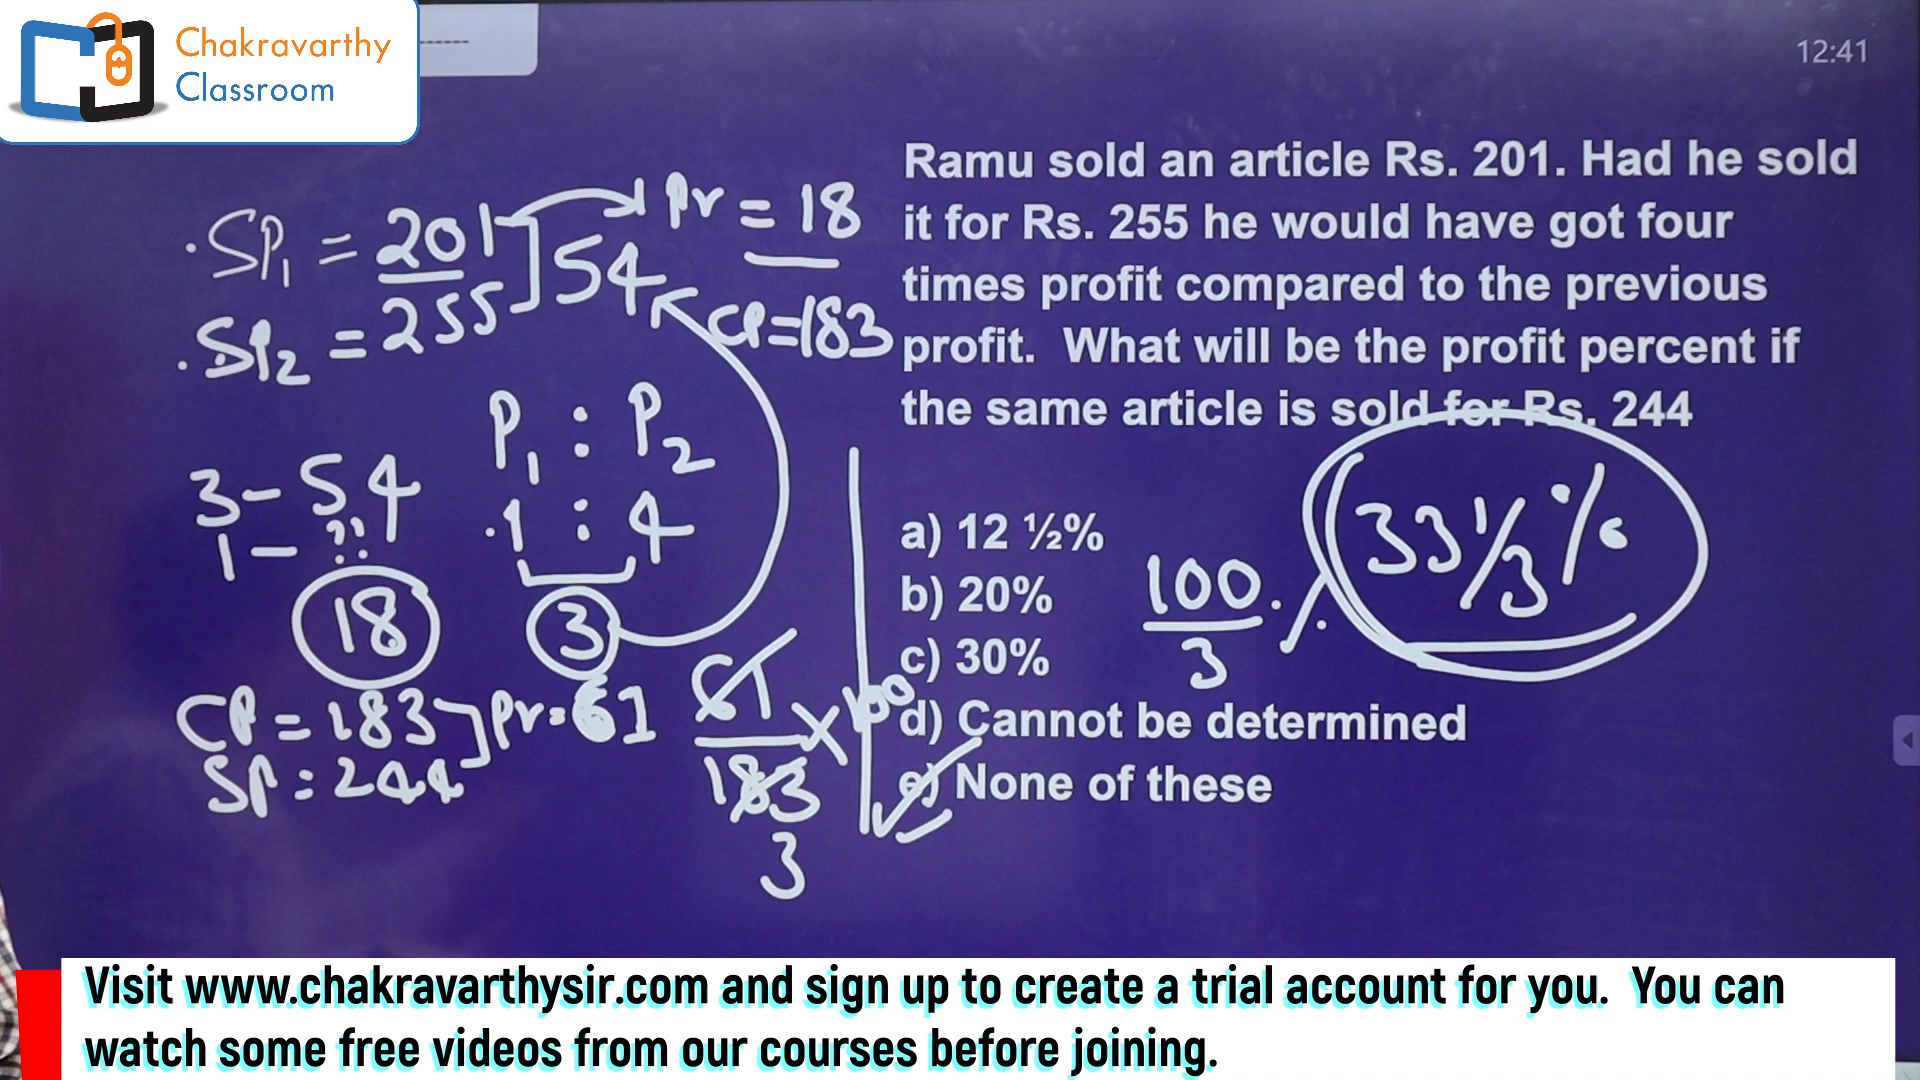 Chakravarthy
Classroom
12:41
Ramu sold an article Rs. 201. Had he sold
it for Rs. 255 he would have got four
times profit compared to the previous
profit. What will be the profit percent if
the same article is sold for Rs. 244
a) 12 ½%
b) 20%
c) 30%
d) Cannot be determined
e) None of these
.SP1 = 201 ] 54 Pr = 18
.SP2 = 255 CP=183
P1 : P2
3 - 54 .1 : 4
1 - ??
18 3
CP = 183 ] Pr = 61
SP : 244
61
183 × 100
3
100
3 . %
33 1/3 %
Visit www.chakravarthysir.com and sign up to create a trial account for you. You can
watch some free videos from our courses before joining.